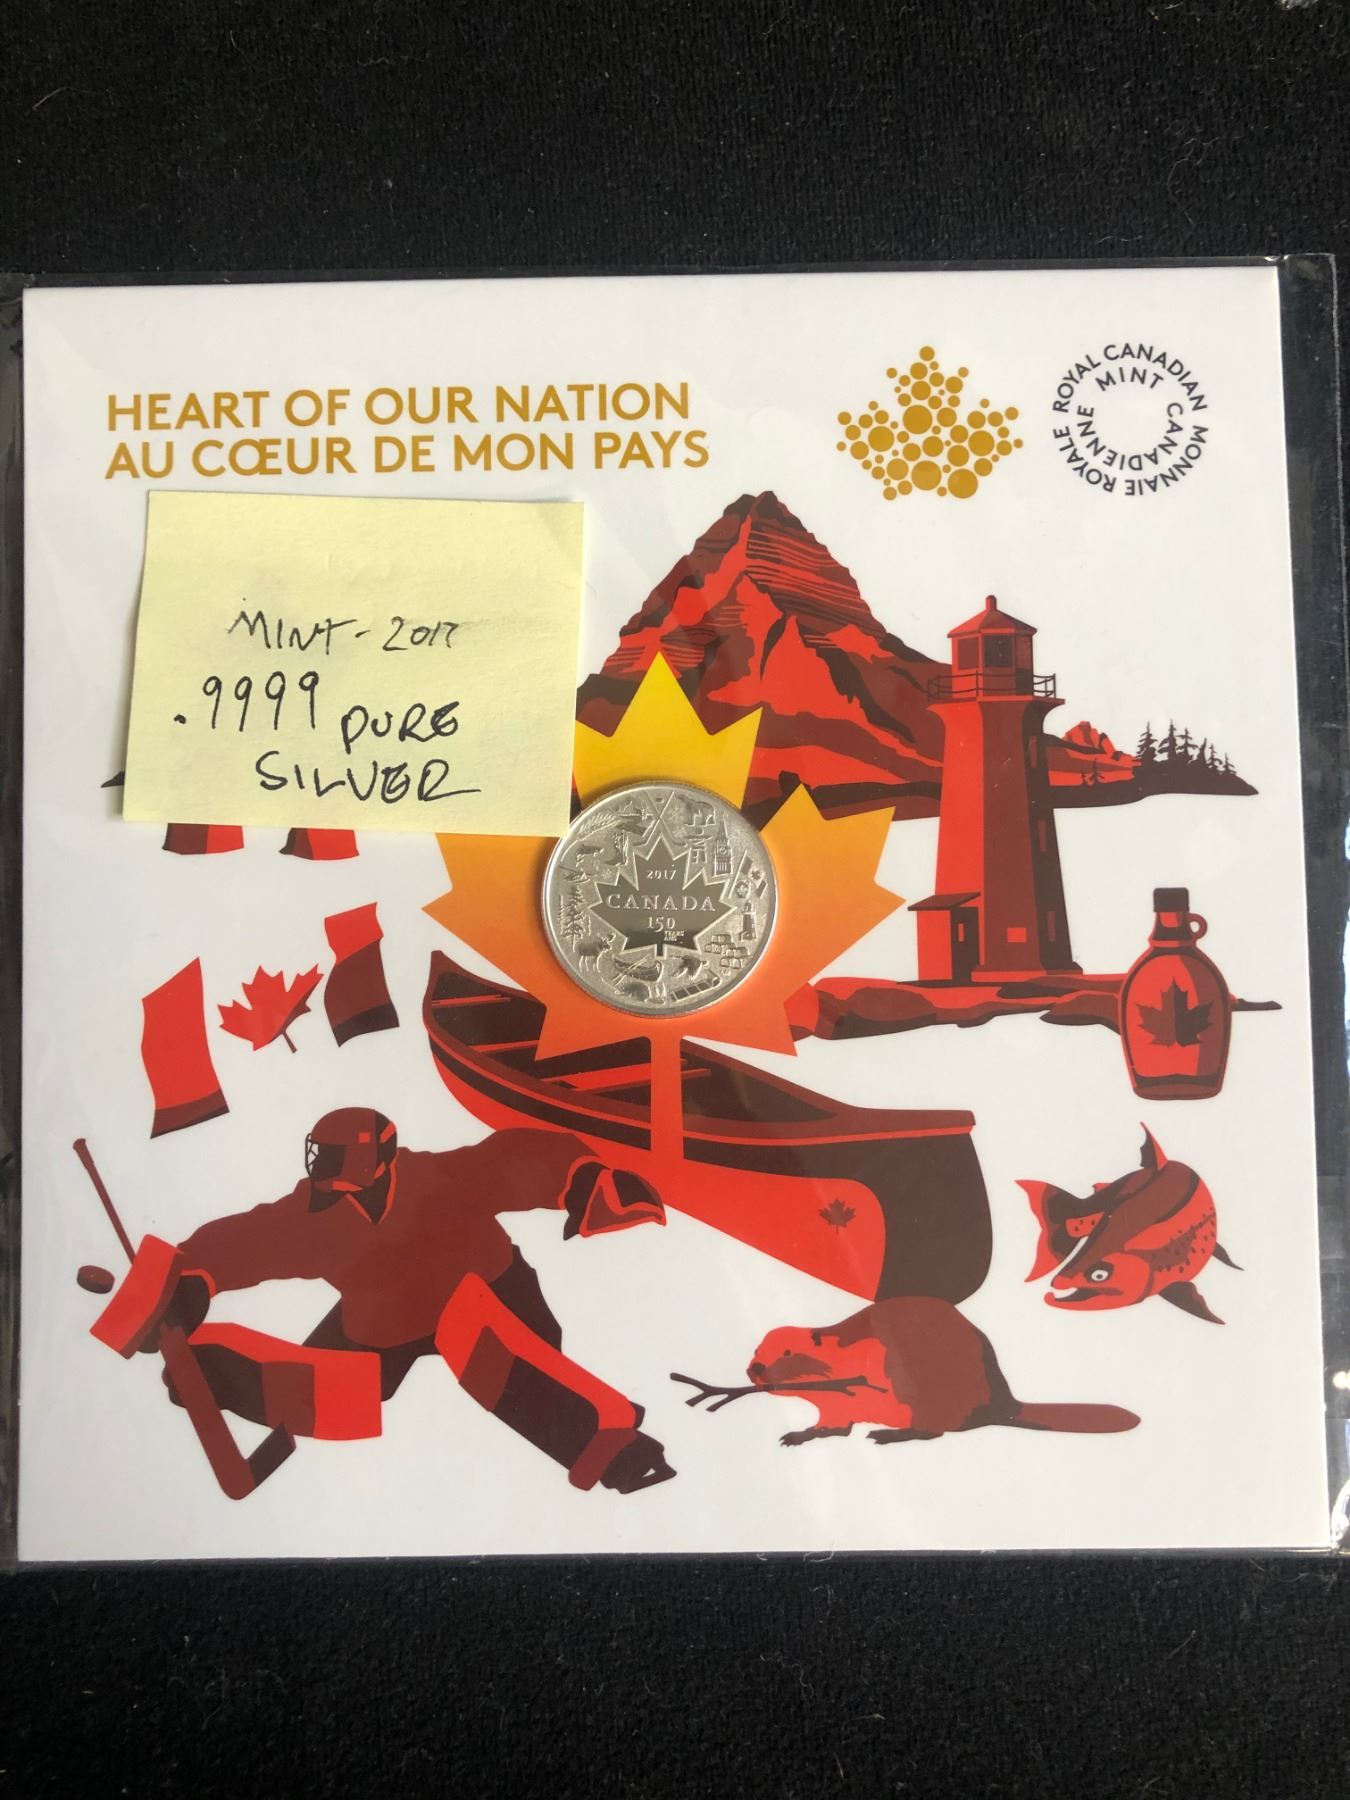 HEART OF OUR NATION
AU CŒUR DE MON PAYS
ROYAL CANADIAN MINT
MONNAIE ROYALE CANADIENNE
MINT - 2017
.9999 PURE
SILVER
2017
CANADA
150